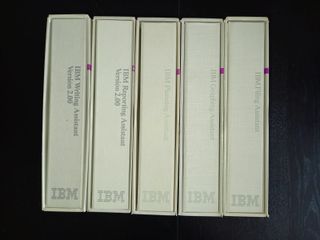 IBM Writing Assistant
Version 2.00
IBM
IBM Reporting Assistant
Version 2.00
IBM
IBM Planning Assistant
IBM
IBM Graphing Assistant
IBM
IBM Filing Assistant
IBM